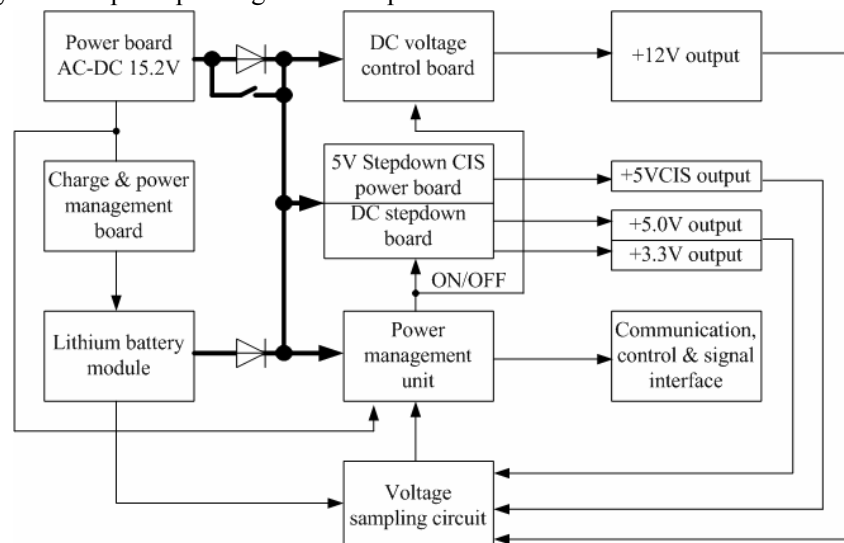 Power board
AC-DC 15.2V
DC voltage
control board
+12V output
Charge & power
management
board
5V Stepdown CIS
power board
DC stepdown
board
+5VCIS output
+5.0V output
+3.3V output
ON/OFF
Lithium battery
module
Power
management
unit
Communication,
control & signal
interface
Voltage
sampling circuit